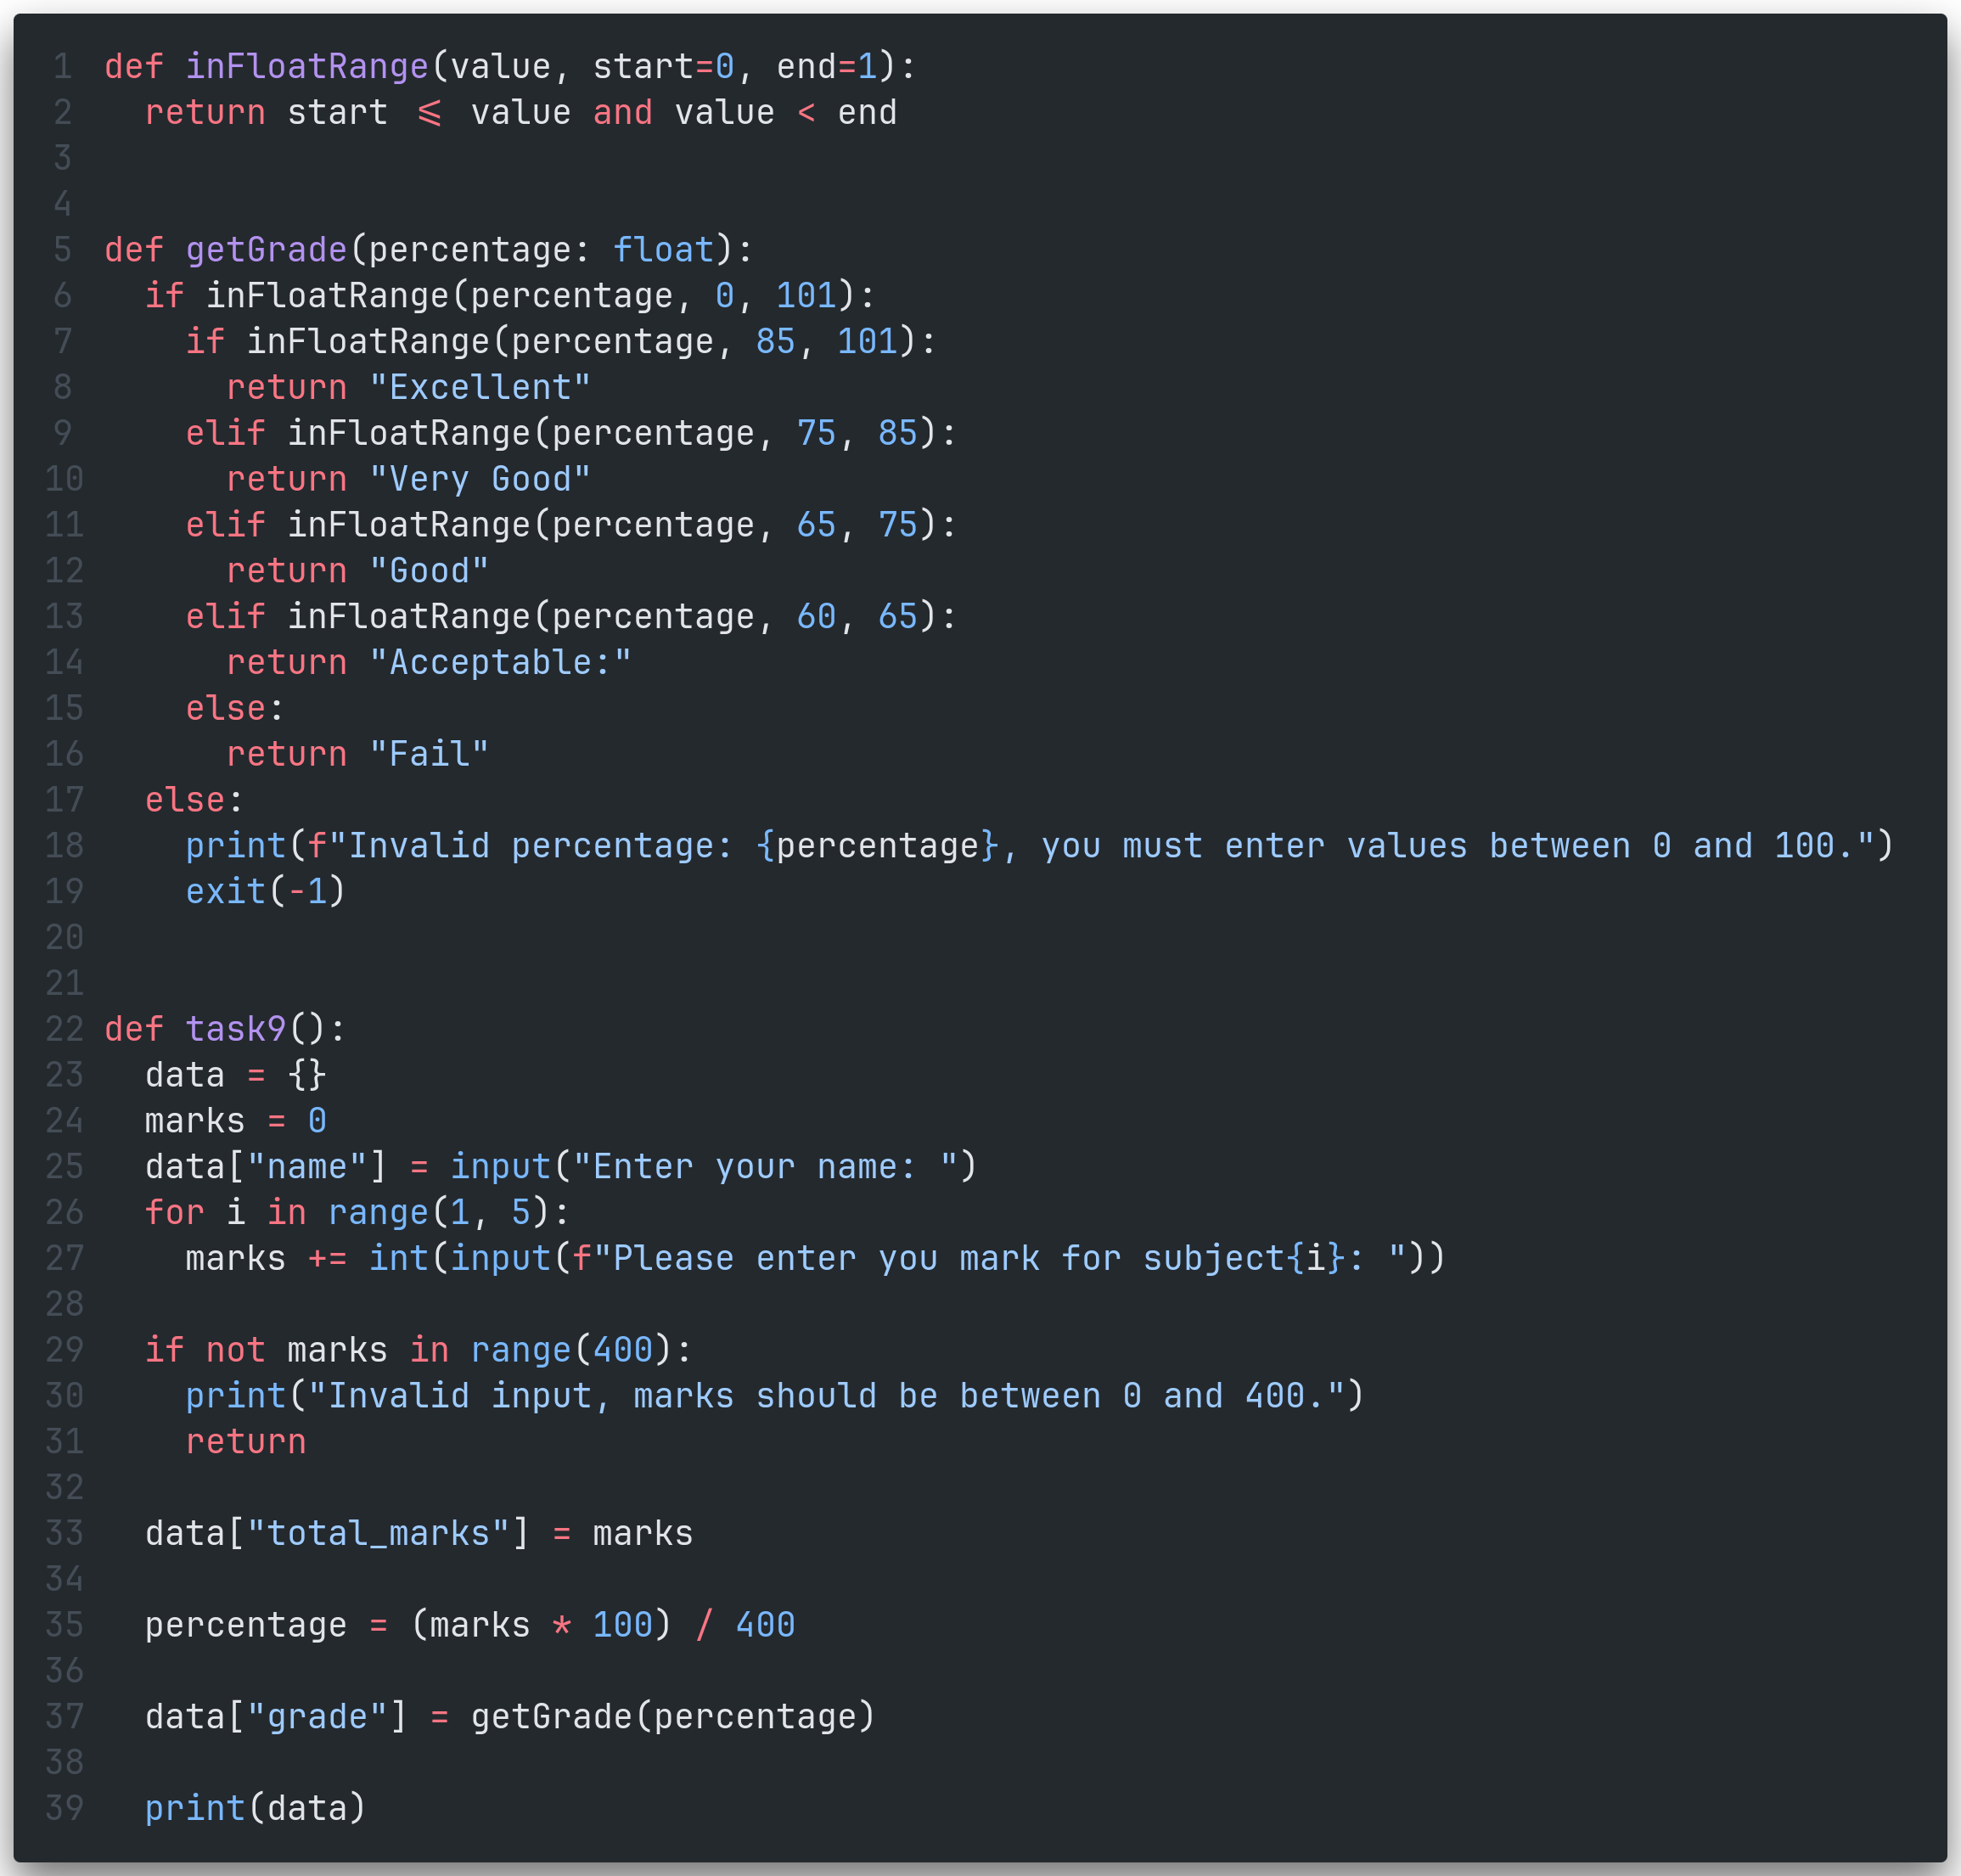 1 def inFloatRange(value, start=0, end=1):
2   return start <= value and value < end
3
4
5 def getGrade(percentage: float):
6   if inFloatRange(percentage, 0, 101):
7     if inFloatRange(percentage, 85, 101):
8       return "Excellent"
9     elif inFloatRange(percentage, 75, 85):
10       return "Very Good"
11     elif inFloatRange(percentage, 65, 75):
12       return "Good"
13     elif inFloatRange(percentage, 60, 65):
14       return "Acceptable:"
15     else:
16       return "Fail"
17   else:
18     print(f"Invalid percentage: {percentage}, you must enter values between 0 and 100.")
19     exit(-1)
20
21
22 def task9():
23   data = {}
24   marks = 0
25   data["name"] = input("Enter your name: ")
26   for i in range(1, 5):
27     marks += int(input(f"Please enter you mark for subject{i}: "))
28
29   if not marks in range(400):
30     print("Invalid input, marks should be between 0 and 400.")
31     return
32
33   data["total_marks"] = marks
34
35   percentage = (marks * 100) / 400
36
37   data["grade"] = getGrade(percentage)
38
39   print(data)